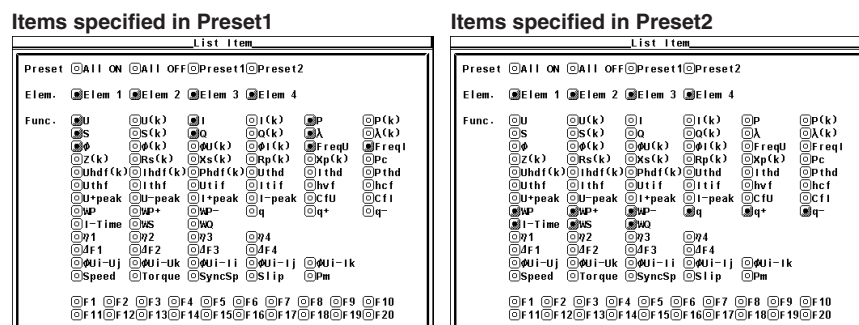 Items specified in Preset1
List Item
Preset All ON All OFF Preset1 Preset2
Elem. Elem 1 Elem 2 Elem 3 Elem 4
Func. U U(k) I I(k) P P(k)
S S(k) Q Q(k) λ λ(k)
φ φ(k) φU(k) φI(k) FreqU FreqI
Z(k) Rs(k) Xs(k) Rp(k) Xp(k) Pc
Uhdf(k) Ihdf(k) Phdf(k) Uthd Ithd Pthd
Uthf Ithf Utif Itif hvf hcf
U+peak U-peak I+peak I-peak CfU CfI
WP WP+ WP- q q+ q-
I-Time WS WQ
η1 η2 η3 η4
ΔF1 ΔF2 ΔF3 ΔF4
φUi-Uj φUi-Uk φUi-Ii φUi-Ij φUi-Ik
Speed Torque SyncSp Slip Pm
F1 F2 F3 F4 F5 F6 F7 F8 F9 F10
F11 F12 F13 F14 F15 F16 F17 F18 F19 F20
Items specified in Preset2
List Item
Preset All ON All OFF Preset1 Preset2
Elem. Elem 1 Elem 2 Elem 3 Elem 4
Func. U U(k) I I(k) P P(k)
S S(k) Q Q(k) λ λ(k)
φ φ(k) φU(k) φI(k) FreqU FreqI
Z(k) Rs(k) Xs(k) Rp(k) Xp(k) Pc
Uhdf(k) Ihdf(k) Phdf(k) Uthd Ithd Pthd
Uthf Ithf Utif Itif hvf hcf
U+peak U-peak I+peak I-peak CfU CfI
WP WP+ WP- q q+ q-
I-Time WS WQ
η1 η2 η3 η4
ΔF1 ΔF2 ΔF3 ΔF4
φUi-Uj φUi-Uk φUi-Ii φUi-Ij φUi-Ik
Speed Torque SyncSp Slip Pm
F1 F2 F3 F4 F5 F6 F7 F8 F9 F10
F11 F12 F13 F14 F15 F16 F17 F18 F19 F20